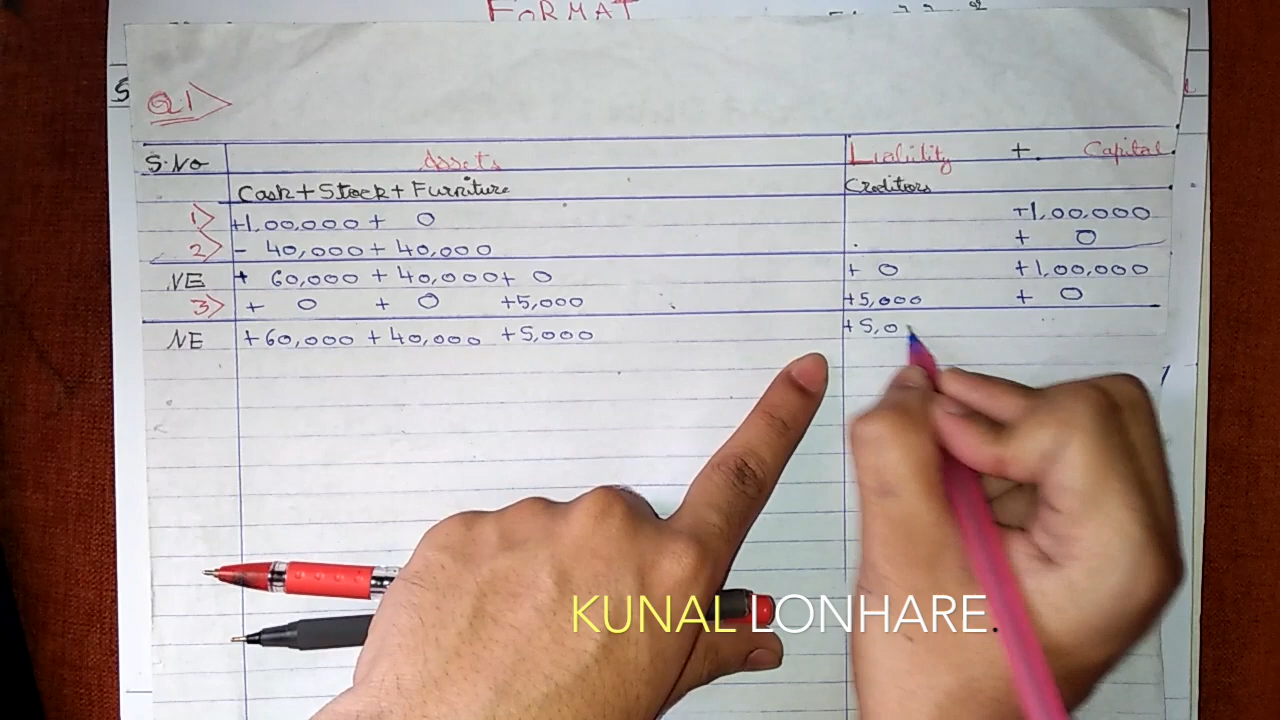 FORMAT
Q1
S.No Assets Liability + Capital
Cash+Stock+Furniture Creditors
1) +1,00,000 + 0 +1,00,000
2) - 40,000 + 40,000 + 0
NE + 60,000 + 40,000 + 0 + 0 +1,00,000
3) + 0 + 0 +5,000 +5,000 + 0
NE +60,000 + 40,000 +5,000 +5,0
KUNAL LONHARE.